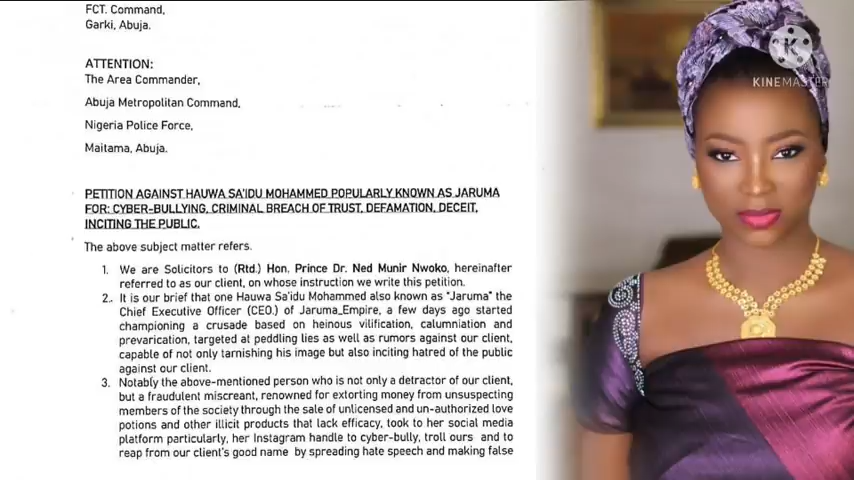 FCT. Command,
Garki, Abuja.
ATTENTION:
The Area Commander,
Abuja Metropolitan Command,
Nigeria Police Force,
Maitama, Abuja.
PETITION AGAINST HAUWA SA'IDU MOHAMMED POPULARLY KNOWN AS JARUMA
FOR: CYBER-BULLYING, CRIMINAL BREACH OF TRUST, DEFAMATION, DECEIT,
INCITING THE PUBLIC.
The above subject matter refers.
1. We are Solicitors to (Rtd.) Hon. Prince Dr. Ned Munir Nwoko, hereinafter
referred to as our client, on whose instruction we write this petition.
2. It is our brief that one Hauwa Sa'idu Mohammed also known as "Jaruma" the
Chief Executive Officer (CEO.) of Jaruma_Empire, a few days ago started
championing a crusade based on heinous vilification, calumniation and
prevarication, targeted at peddling lies as well as rumors against our client,
capable of not only tarnishing his image but also inciting hatred of the public
against our client.
3. Notably the above-mentioned person who is not only a detractor of our client,
but a fraudulent miscreant, renowned for extorting money from unsuspecting
members of the society through the sale of unlicensed and un-authorized love
potions and other illicit products that lack efficacy, took to her social media
platform particularly, her Instagram handle to cyber-bully, troll ours and to
reap from our client's good name by spreading hate speech and making false
KINEMASTER